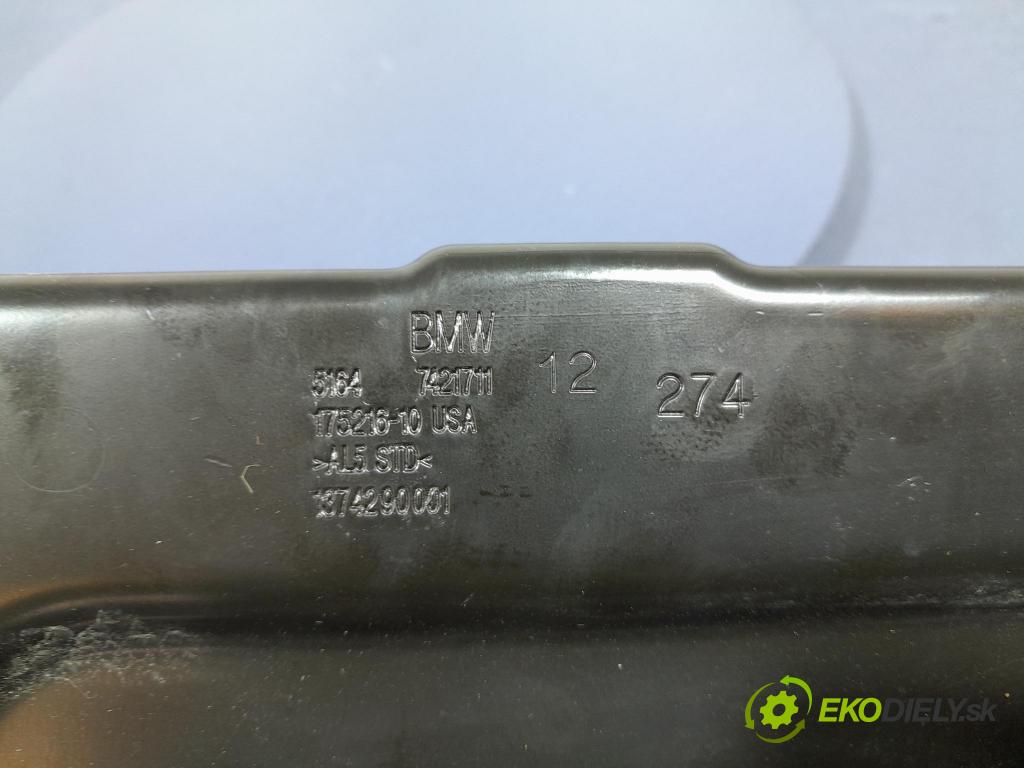 BMW
5164 7421711 12 274
175216-10 USA
>AL5 STD<
1374290001
EKODIELY.sk